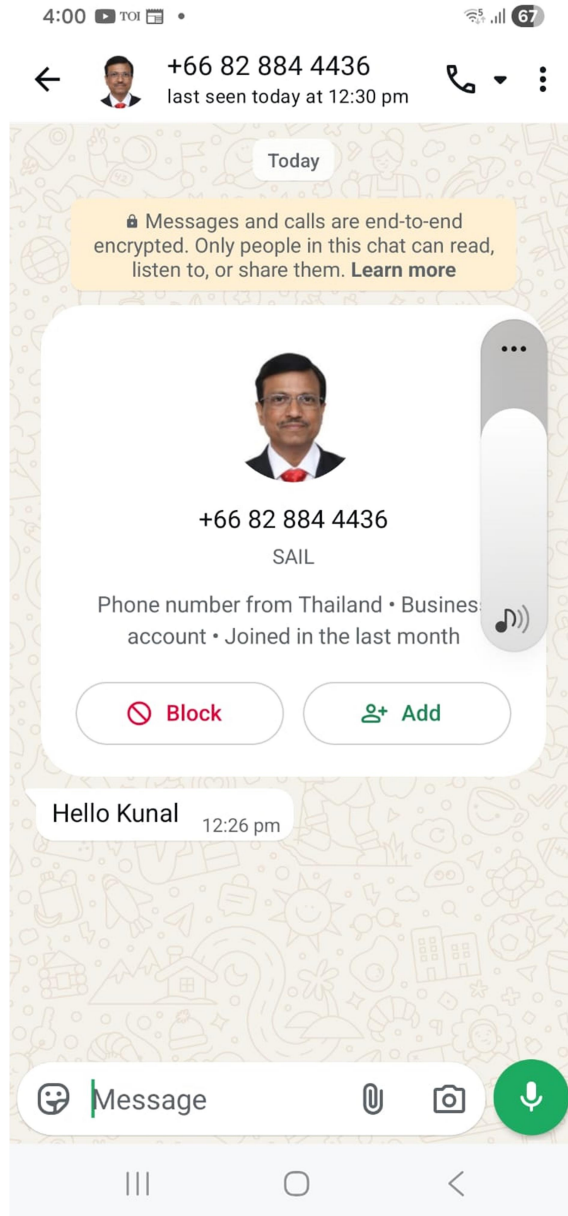 4:00 TOI 5 67
+66 82 884 4436
last seen today at 12:30 pm
Today
Messages and calls are end-to-end
encrypted. Only people in this chat can read,
listen to, or share them. Learn more
+66 82 884 4436
SAIL
Phone number from Thailand • Busines
account • Joined in the last month
Block Add
Hello Kunal 12:26 pm
Message